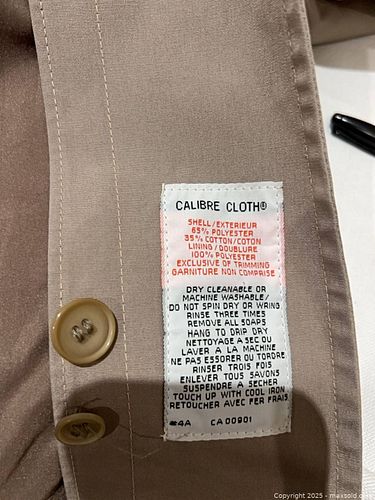 CALIBRE CLOTH®
SHELL/EXTERIEUR
65% POLYESTER
35% COTTON/COTON
LINING/DOUBLURE
100% POLYESTER
EXCLUSIVE OF TRIMMING
GARNITURE NON COMPRISE
DRY CLEANABLE OR
MACHINE WASHABLE/
DO NOT SPIN DRY OR WRING
RINSE THREE TIMES
REMOVE ALL SOAPS
HANG TO DRIP DRY
NETTOYAGE A SEC OU
LAVER A LA MACHINE
NE PAS ESSORER OU TORDRE
RINSER TROIS FOIS
ENLEVER TOUS SAVONS
SUSPENDRE A SECHER
TOUCH UP WITH COOL IRON
RETOUCHER AVEC FER FRAIS
#4A CA00901
Copyright 2025 - maxsold.com